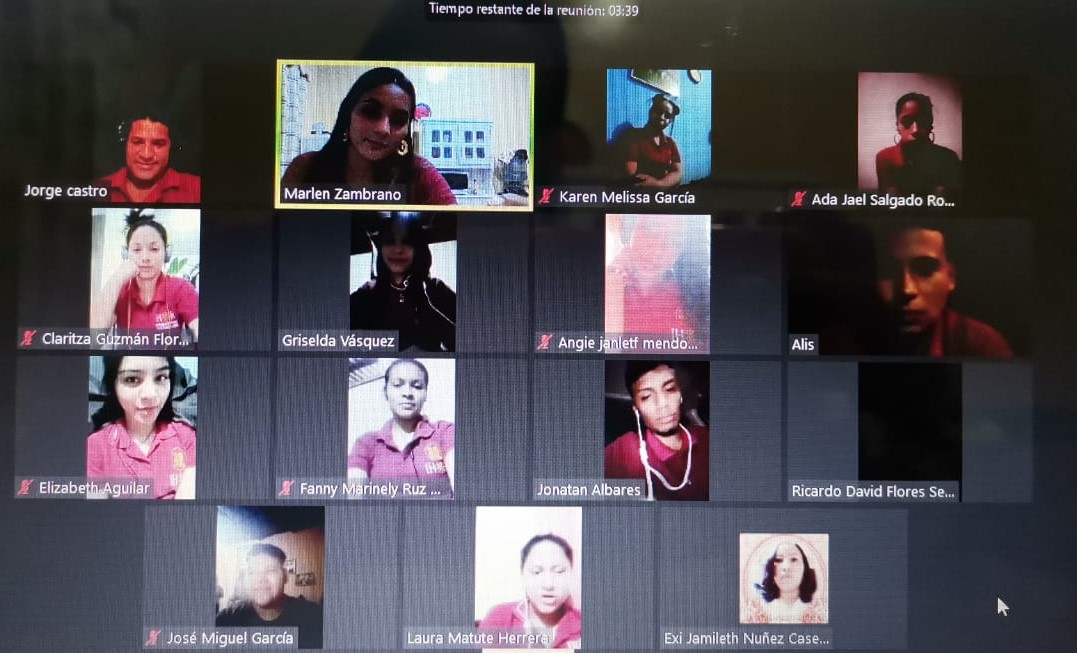 Tiempo restante de la reunión: 03:39
Jorge castro
Marlen Zambrano
Karen Melissa García
Ada Jael Salgado Ro...
Claritza Guzmán Flor...
Griselda Vásquez
Angie janletf mendo...
Alis
Elizabeth Aguilar
Fanny Marinely Ruz ...
Jonatan Albares
Ricardo David Flores Se...
José Miguel García
Laura Matute Herrera
Exi Jamileth Nuñez Case...